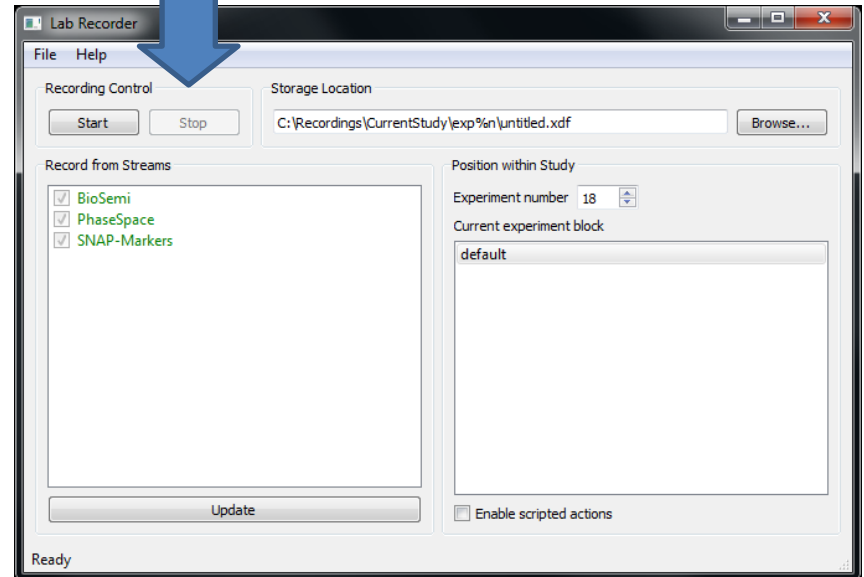 Lab Recorder
File Help
Recording Control
Start Stop
Storage Location
C:\Recordings\CurrentStudy\exp%n\untitled.xdf Browse...
Record from Streams
BioSemi
PhaseSpace
SNAP-Markers
Update
Position within Study
Experiment number 18
Current experiment block
default
Enable scripted actions
Ready